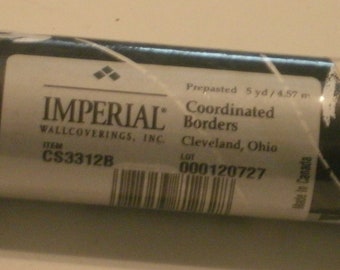 Prepasted 5 yd / 4.57 m
IMPERIAL®
WALLCOVERINGS, INC.
Coordinated
Borders
Cleveland, Ohio
ITEM
CS3312B
LOT
000120727
Made in Canada